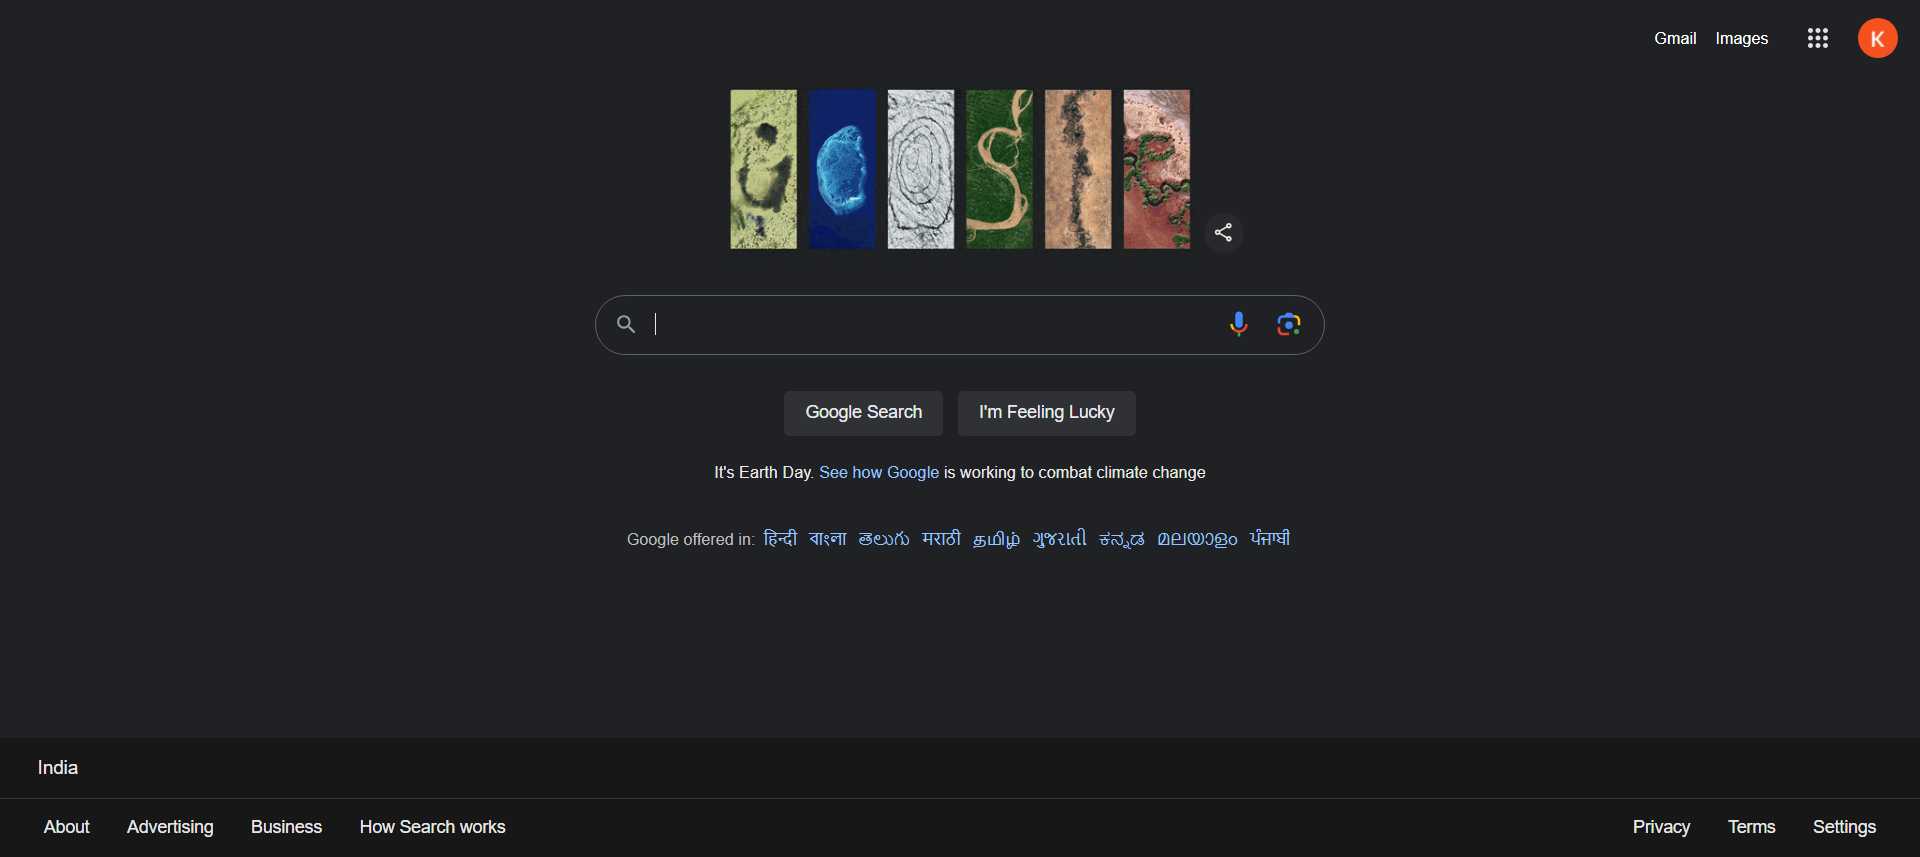 Gmail Images K
Google
Google Search I'm Feeling Lucky
It's Earth Day. See how Google is working to combat climate change
Google offered in: हिन्दी বাংলা తెలుగు मराठी தமிழ் ગુજરાતી ಕನ್ನಡ മലയാളം ਪੰਜਾਬੀ
India
About Advertising Business How Search works Privacy Terms Settings